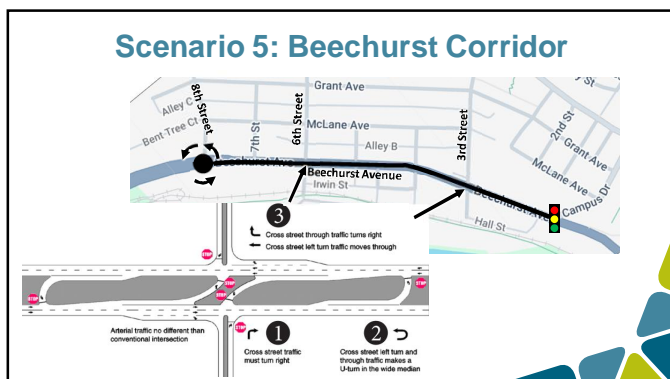 Scenario 5: Beechurst Corridor
Grant Ave
8th Street
Alley C
Bent Tree Ct
7th St
6th Street
McLane Ave
Alley B
3rd Street
2nd St
Grant Ave
McLane Ave
Beechurst Ave
Beechurst Avenue
Irwin St
Beechurst Ave
Campus Dr
Hall St
3
Cross street through traffic turns right
Cross street left turn traffic moves through
STOP
STOP
STOP
STOP
STOP
STOP
Arterial traffic no different than
conventional intersection
1
Cross street traffic
must turn right
2
Cross street left turn and
through traffic makes a
U-turn in the wide median